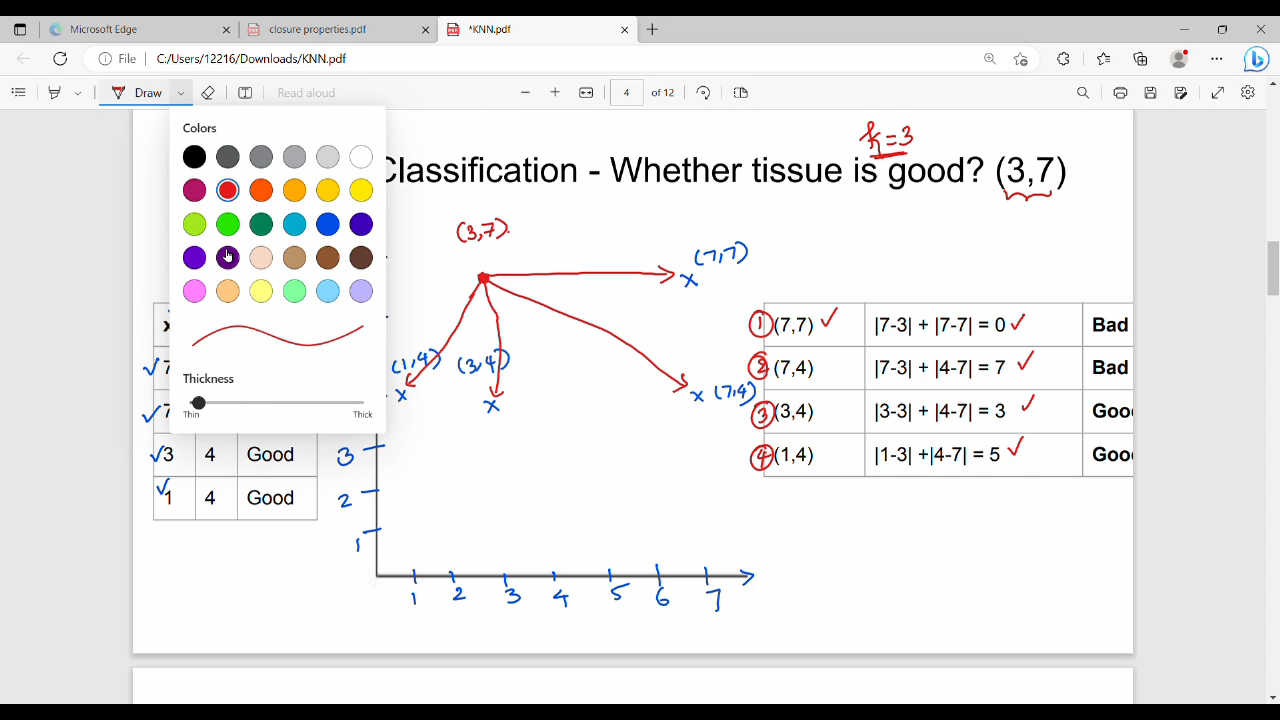 Microsoft Edge
closure properties.pdf
*KNN.pdf
File C:/Users/12216/Downloads/KNN.pdf
Draw
Read aloud
4 of 12
Colors
Thickness
Thin Thick
k=3
Classification - Whether tissue is good? (3,7)
(3,7).
(7,7)
x
(1,4)
x
(3,4)
x
x (7,4)
x
7
7
3 4 Good
1 4 Good
3
2
1
1 2 3 4 5 6 7
1 (7,7) |7-3| + |7-7| = 0 Bad
2 (7,4) |7-3| + |4-7| = 7 Bad
3 (3,4) |3-3| + |4-7| = 3 Good
4 (1,4) |1-3| +|4-7| = 5 Good